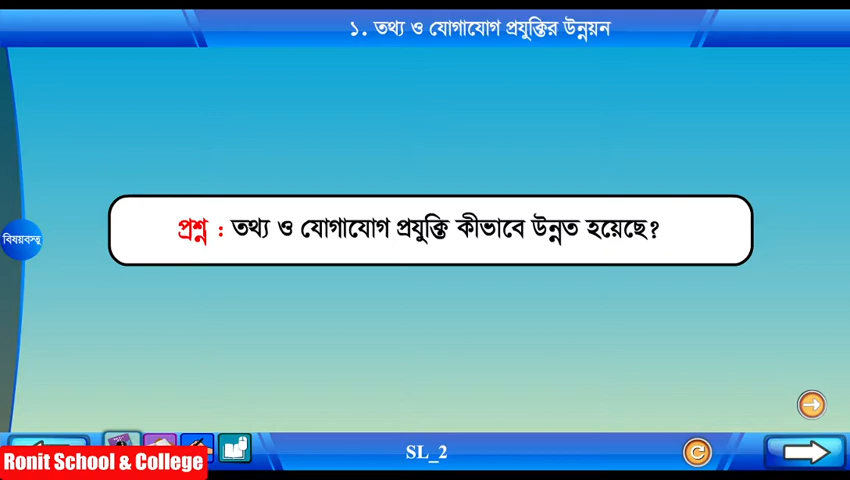 ১. তথ্য ও যোগাযোগ প্রযুক্তির উন্নয়ন
প্রশ্ন : তথ্য ও যোগাযোগ প্রযুক্তি কীভাবে উন্নত হয়েছে?
বিষয়বস্তু
SL_2
Ronit School & College